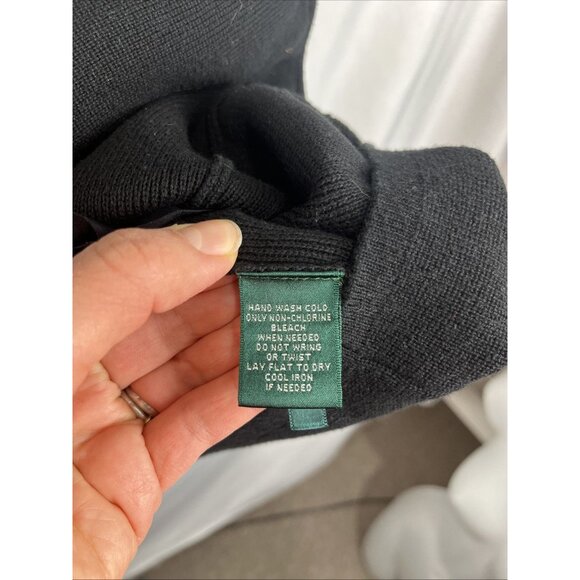 HAND WASH COLD
ONLY NON-CHLORINE
BLEACH
WHEN NEEDED
DO NOT WRING
OR TWIST
LAY FLAT TO DRY
COOL IRON
IF NEEDED